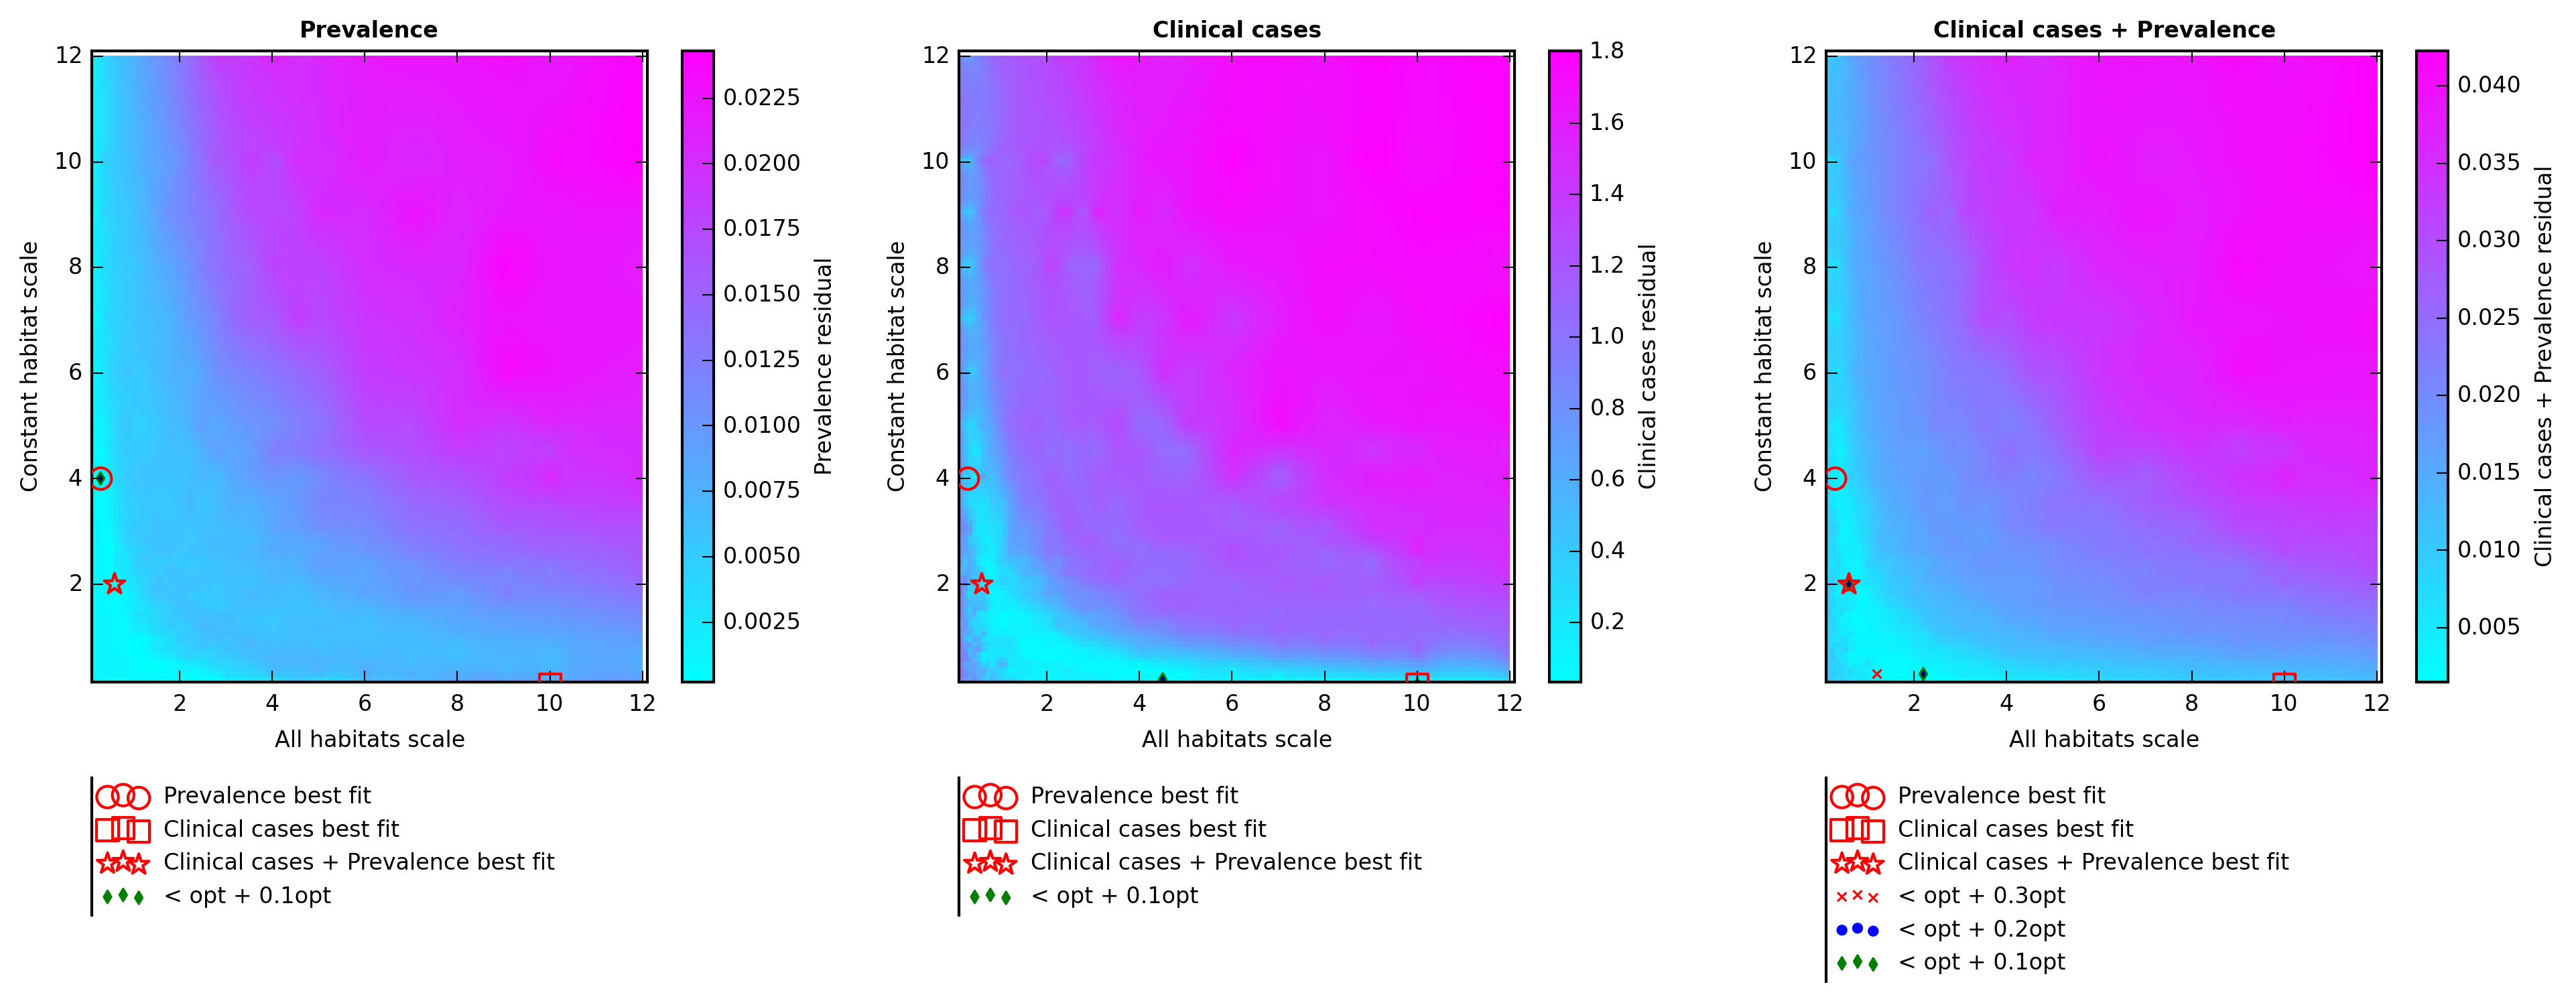 Prevalence
Constant habitat scale
12
10
8
6
4
2
2 4 6 8 10 12
All habitats scale
0.0225
0.0200
0.0175
0.0150
0.0125
0.0100
0.0075
0.0050
0.0025
Prevalence residual
Prevalence best fit
Clinical cases best fit
Clinical cases + Prevalence best fit
< opt + 0.1opt
Clinical cases
Constant habitat scale
12
10
8
6
4
2
2 4 6 8 10 12
All habitats scale
1.8
1.6
1.4
1.2
1.0
0.8
0.6
0.4
0.2
Clinical cases residual
Prevalence best fit
Clinical cases best fit
Clinical cases + Prevalence best fit
< opt + 0.1opt
Clinical cases + Prevalence
Constant habitat scale
12
10
8
6
4
2
2 4 6 8 10 12
All habitats scale
0.040
0.035
0.030
0.025
0.020
0.015
0.010
0.005
Clinical cases + Prevalence residual
Prevalence best fit
Clinical cases best fit
Clinical cases + Prevalence best fit
< opt + 0.3opt
< opt + 0.2opt
< opt + 0.1opt